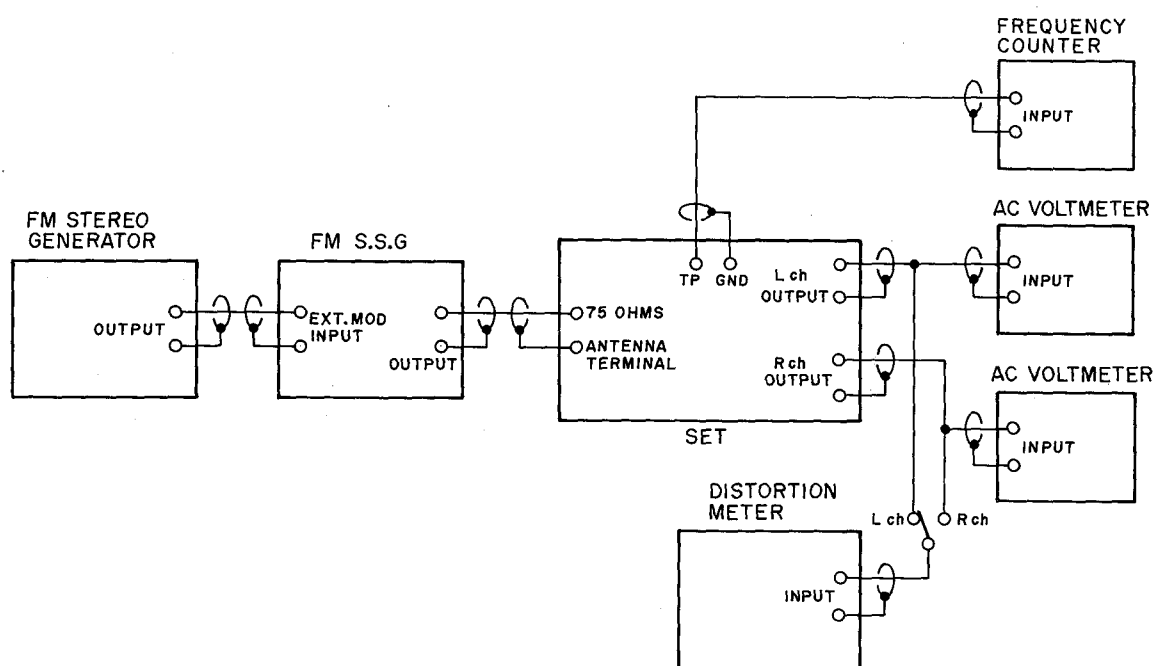 FREQUENCY
COUNTER
INPUT
FM STEREO
GENERATOR
OUTPUT
FM S.S.G
EXT.MOD
INPUT
OUTPUT
75 OHMS
ANTENNA
TERMINAL
TP GND
L ch
OUTPUT
R ch
OUTPUT
SET
AC VOLTMETER
INPUT
AC VOLTMETER
INPUT
DISTORTION
METER
L ch R ch
INPUT